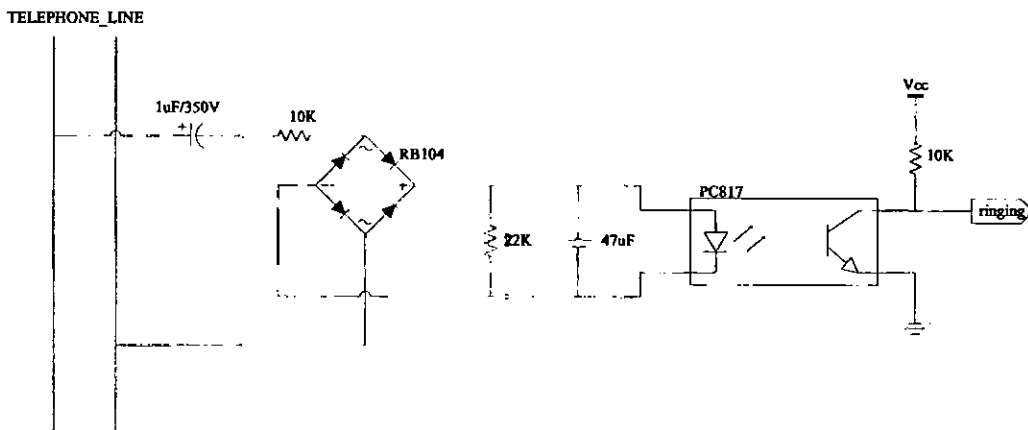 TELEPHONE_LINE
1uF/350V
10K
RB104
22K
47uF
PC817
Vcc
10K
ringing